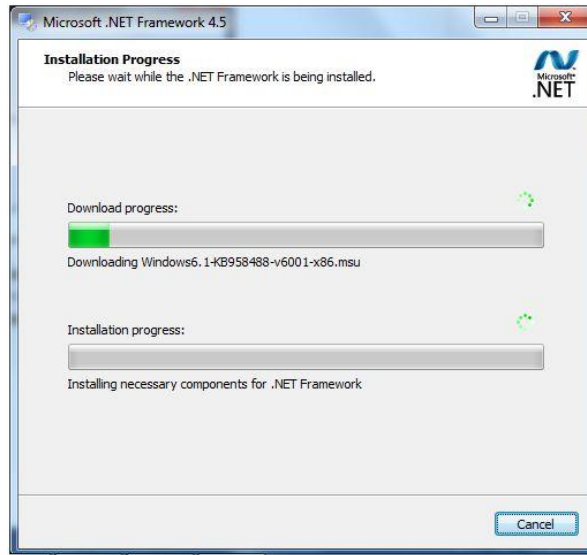 Microsoft .NET Framework 4.5
Installation Progress
Please wait while the .NET Framework is being installed.
Microsoft
.NET
Download progress:
Downloading Windows6.1-KB958488-v6001-x86.msu
Installation progress:
Installing necessary components for .NET Framework
Cancel